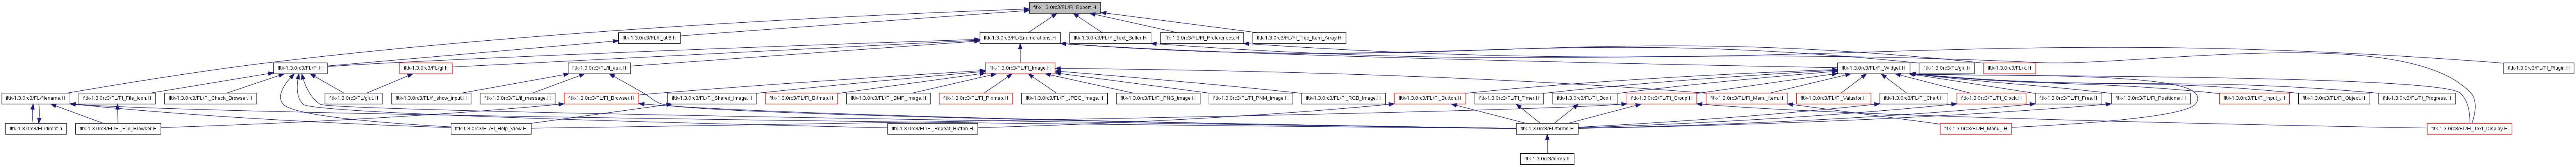 fltk-1.3.0rc3/FL/Fl_Export.H
fltk-1.3.0rc3/FL/fl_utf8.h
fltk-1.3.0rc3/FL/Enumerations.H
fltk-1.3.0rc3/FL/Fl_Text_Buffer.H
fltk-1.3.0rc3/FL/Fl_Preferences.H
fltk-1.3.0rc3/FL/Fl_Tree_Item_Array.H
fltk-1.3.0rc3/FL/Fl.H
fltk-1.3.0rc3/FL/gl.h
fltk-1.3.0rc3/FL/fl_ask.H
fltk-1.3.0rc3/FL/Fl_Image.H
fltk-1.3.0rc3/FL/Fl_Widget.H
fltk-1.3.0rc3/FL/glu.h
fltk-1.3.0rc3/FL/x.H
fltk-1.3.0rc3/FL/Fl_Plugin.H
fltk-1.3.0rc3/FL/filename.H
fltk-1.3.0rc3/FL/Fl_File_Icon.H
fltk-1.3.0rc3/FL/Fl_Check_Browser.H
fltk-1.3.0rc3/FL/glut.H
fltk-1.3.0rc3/FL/fl_show_input.H
fltk-1.3.0rc3/FL/fl_message.H
fltk-1.3.0rc3/FL/Fl_Browser.H
fltk-1.3.0rc3/FL/Fl_Shared_Image.H
fltk-1.3.0rc3/FL/Fl_Bitmap.H
fltk-1.3.0rc3/FL/Fl_BMP_Image.H
fltk-1.3.0rc3/FL/Fl_Pixmap.H
fltk-1.3.0rc3/FL/Fl_JPEG_Image.H
fltk-1.3.0rc3/FL/Fl_PNG_Image.H
fltk-1.3.0rc3/FL/Fl_PNM_Image.H
fltk-1.3.0rc3/FL/Fl_RGB_Image.H
fltk-1.3.0rc3/FL/Fl_Button.H
fltk-1.3.0rc3/FL/Fl_Timer.H
fltk-1.3.0rc3/FL/Fl_Box.H
fltk-1.3.0rc3/FL/Fl_Group.H
fltk-1.3.0rc3/FL/Fl_Menu_Item.H
fltk-1.3.0rc3/FL/Fl_Valuator.H
fltk-1.3.0rc3/FL/Fl_Chart.H
fltk-1.3.0rc3/FL/Fl_Clock.H
fltk-1.3.0rc3/FL/Fl_Free.H
fltk-1.3.0rc3/FL/Fl_Positioner.H
fltk-1.3.0rc3/FL/Fl_Input_.H
fltk-1.3.0rc3/FL/Fl_Object.H
fltk-1.3.0rc3/FL/Fl_Progress.H
fltk-1.3.0rc3/FL/dirent.h
fltk-1.3.0rc3/FL/Fl_File_Browser.H
fltk-1.3.0rc3/FL/Fl_Help_View.H
fltk-1.3.0rc3/FL/Fl_Repeat_Button.H
fltk-1.3.0rc3/FL/forms.H
fltk-1.3.0rc3/FL/Fl_Menu_.H
fltk-1.3.0rc3/FL/Fl_Text_Display.H
fltk-1.3.0rc3/forms.h